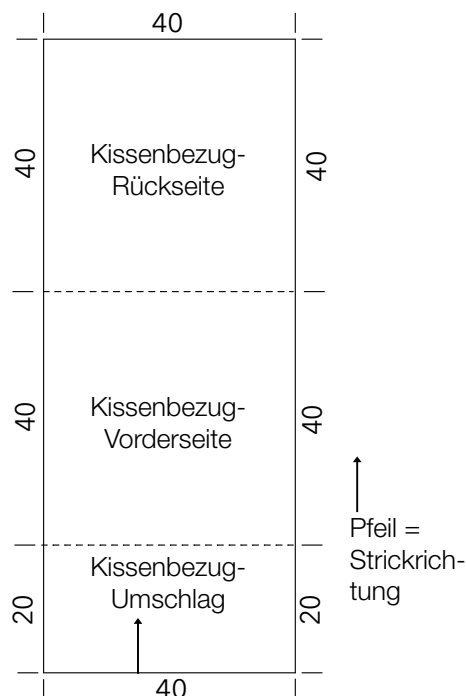 40
40
Kissenbezug-
Rückseite
40
40
Kissenbezug-
Vorderseite
40
Pfeil =
Strickrich-
tung
20
Kissenbezug-
Umschlag
20
40